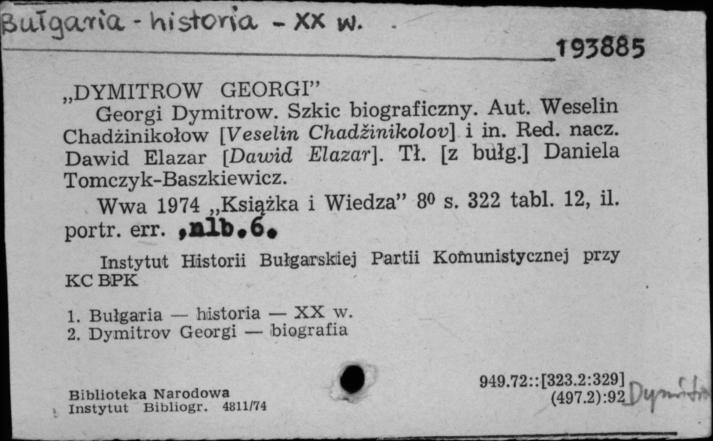 Bułgaria - historia - XX w.
193885
„DYMITROW GEORGI”
Georgi Dymitrow. Szkic biograficzny. Aut. Weselin
Chadżinikołow [Veselin Chadžinikolov] i in. Red. nacz.
Dawid Elazar [Dawid Elazar]. Tł. [z bułg.] Daniela
Tomczyk-Baszkiewicz.
Wwa 1974 „Książka i Wiedza” 8⁰ s. 322 tabl. 12, il.
portr. err. ,nlb.6.
Instytut Historii Bułgarskiej Partii Komunistycznej przy
KC BPK
1. Bułgaria — historia — XX w.
2. Dymitrov Georgi — biografia
949.72::[323.2:329]
(497.2):92
Biblioteka Narodowa
Instytut Bibliogr. 4811/74